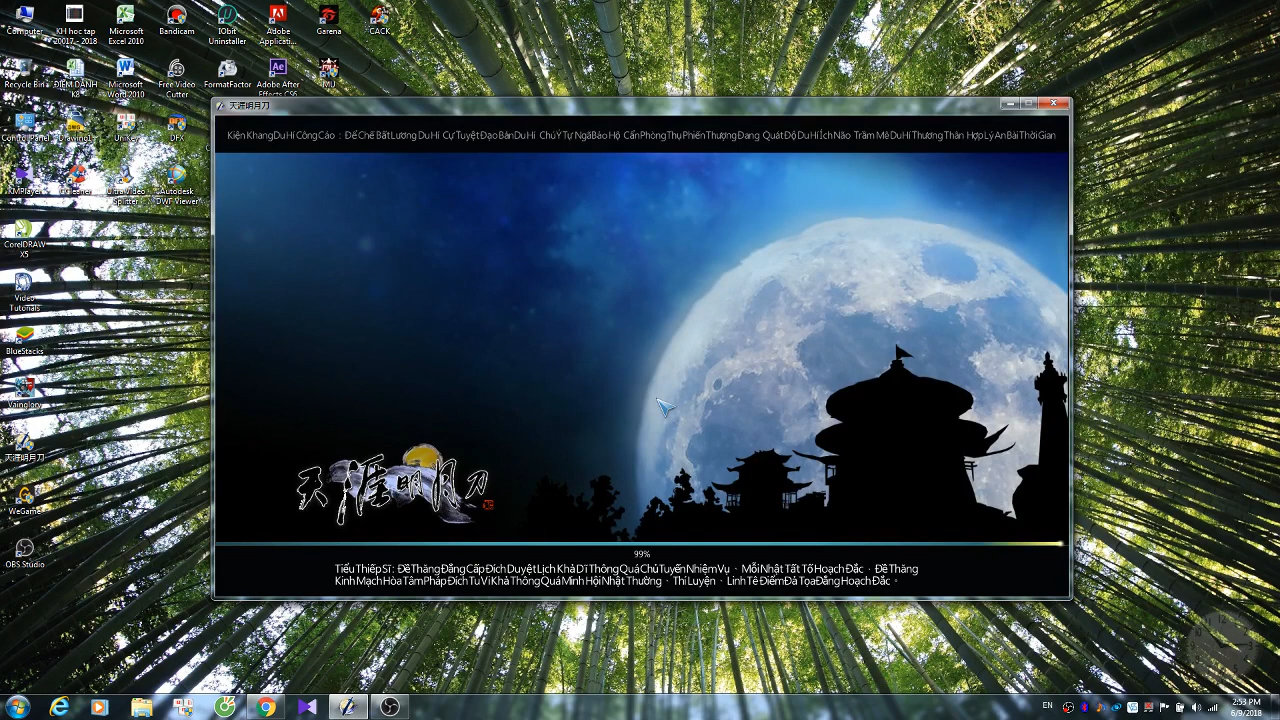 Computer
KH hoc tap 20017 - 2018
Microsoft Excel 2010
Bandicam
IObit Uninstaller
Adobe Applicati...
Garena
CACK
Recycle Bin
ĐIỂM DANH K8
Microsoft Word 2010
Free Video Cutter
FormatFactor
Adobe After Effects CS6
MU
天涯明月刀
Kiện Khang Du Hí Công Cáo : Đế Chế Bất Lương Du Hí Cự Tuyệt Đạo Bản Du Hí Chú Ý Tự Ngã Bảo Hộ Cẩn Phòng Thụ Phiến Thượng Đang Quát Độ Du Hí Ích Não Trầm Mê Du Hí Thương Thân Hợp Lý An Bài Thời Gian
Control Panel
Drawing1
Unikey
DFX
KMPlayer
CCleaner
Ultra Video Splitter
Autodesk DWF Viewer
CorelDRAW X5
Video Tutorials
BlueStacks
Vainglory
天涯明月刀
WeGame
OBS Studio
天涯明月刀
99%
Tiểu Thiếp Sĩ : Đề Thăng Đẳng Cấp Đích Duyệt Lịch Khả Dĩ Thông Quá Chủ Tuyến Nhiệm Vụ · Mỗi Nhật Tất Tố Hoạch Đắc · Đề Thăng
Kinh Mạch Hòa Tâm Pháp Đích Tu Vi Khả Thông Quá Minh Hội Nhật Thường · Thí Luyện · Linh Tê Điểm Đả Tọa Đẳng Hoạch Đắc 。
EN
2:53 PM
6/9/2018